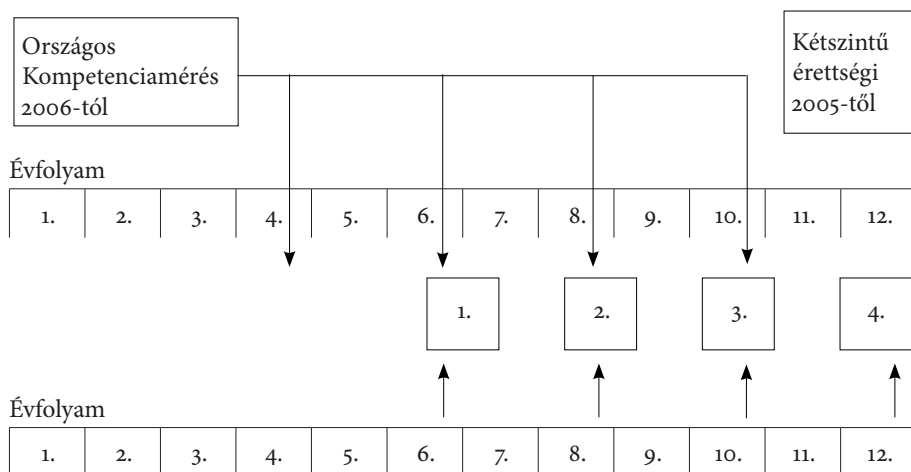 Országos
Kompetenciamérés
2006-tól
Kétszintű
érettségi
2005-től
Évfolyam
1. 2. 3. 4. 5. 6. 7. 8. 9. 10. 11. 12.
1. 2. 3. 4.
Évfolyam
1. 2. 3. 4. 5. 6. 7. 8. 9. 10. 11. 12.